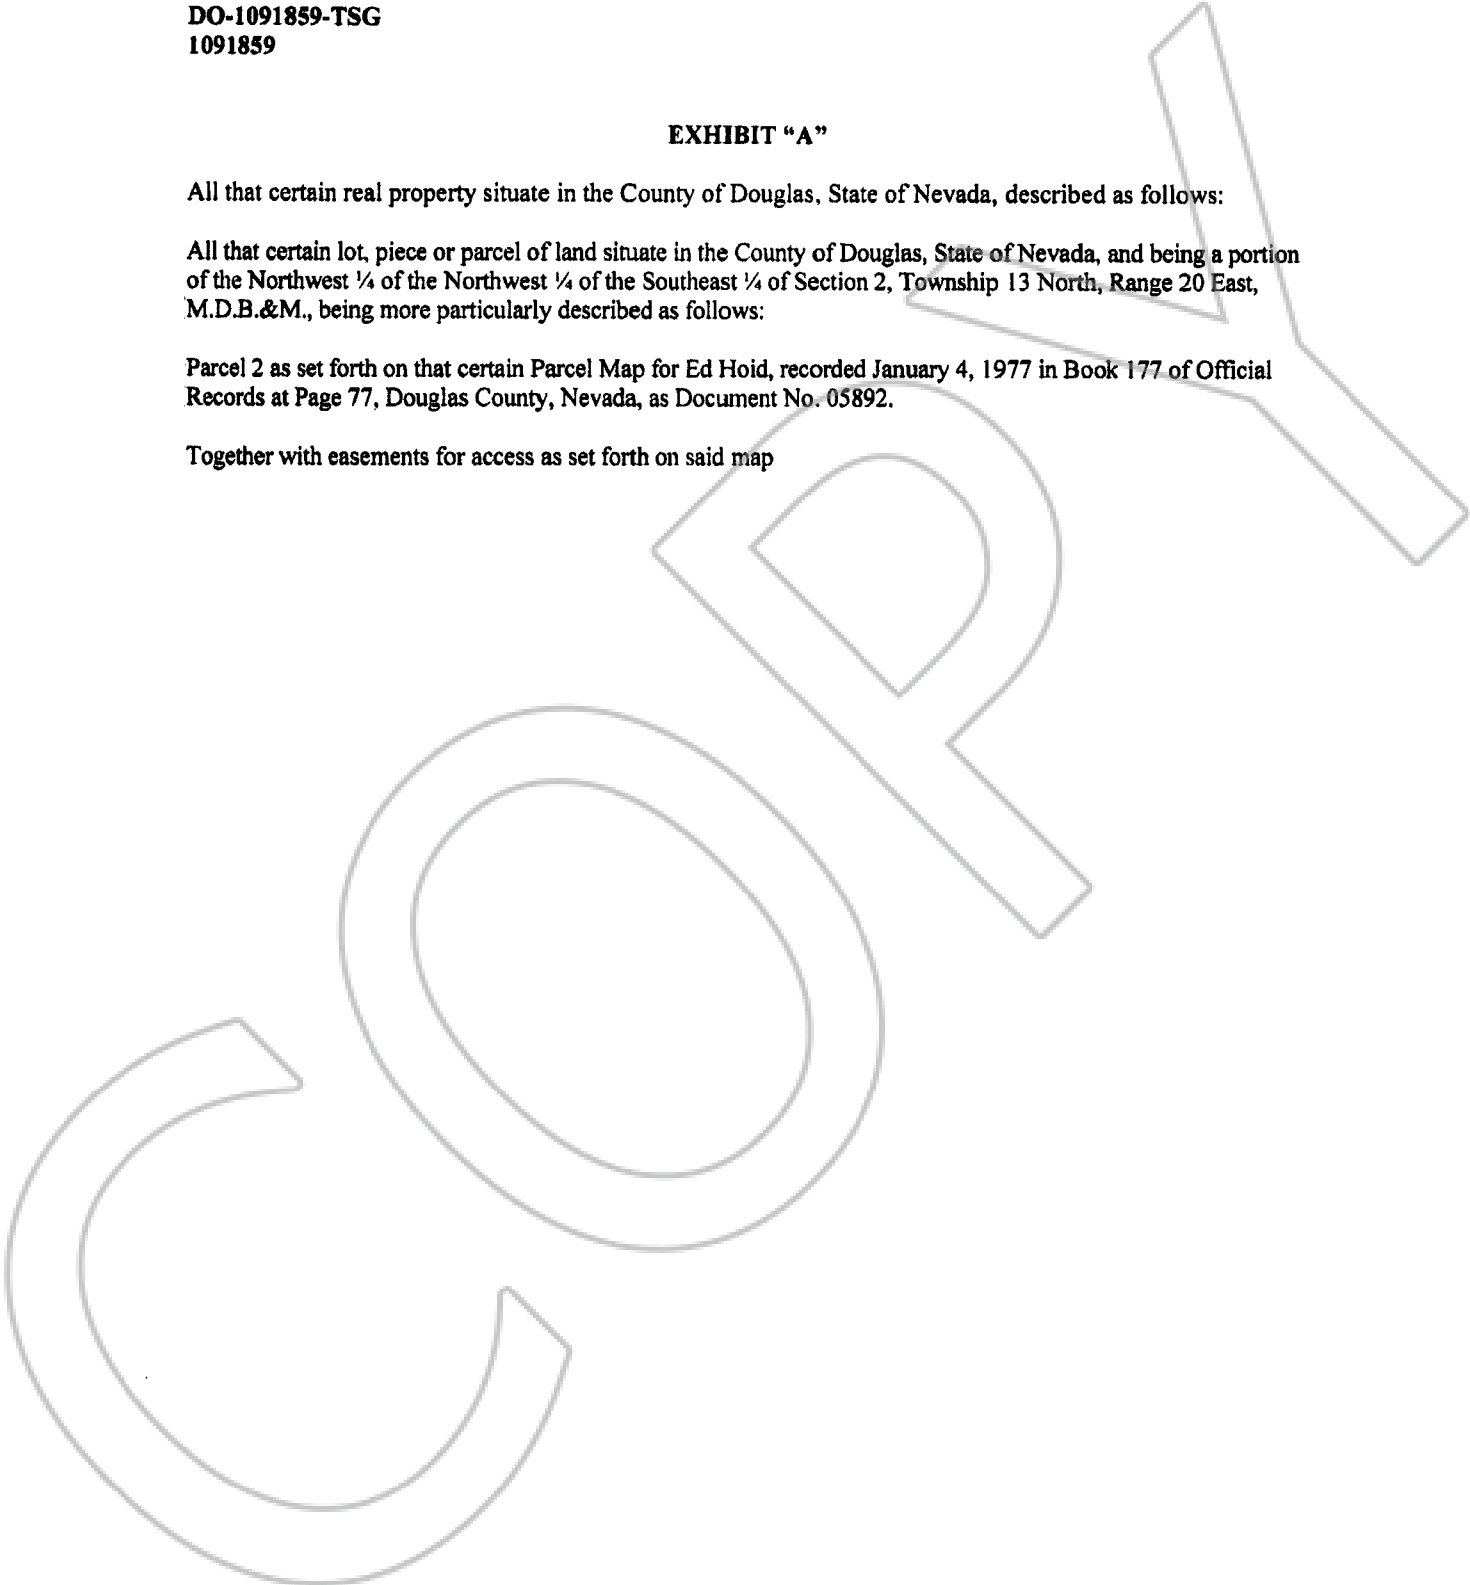 DO-1091859-TSG
1091859
EXHIBIT “A”
All that certain real property situate in the County of Douglas, State of Nevada, described as follows:
All that certain lot, piece or parcel of land situate in the County of Douglas, State of Nevada, and being a portion
of the Northwest ¼ of the Northwest ¼ of the Southeast ¼ of Section 2, Township 13 North, Range 20 East,
M.D.B.&M., being more particularly described as follows:
Parcel 2 as set forth on that certain Parcel Map for Ed Hoid, recorded January 4, 1977 in Book 177 of Official
Records at Page 77, Douglas County, Nevada, as Document No. 05892.
Together with easements for access as set forth on said map
COPY